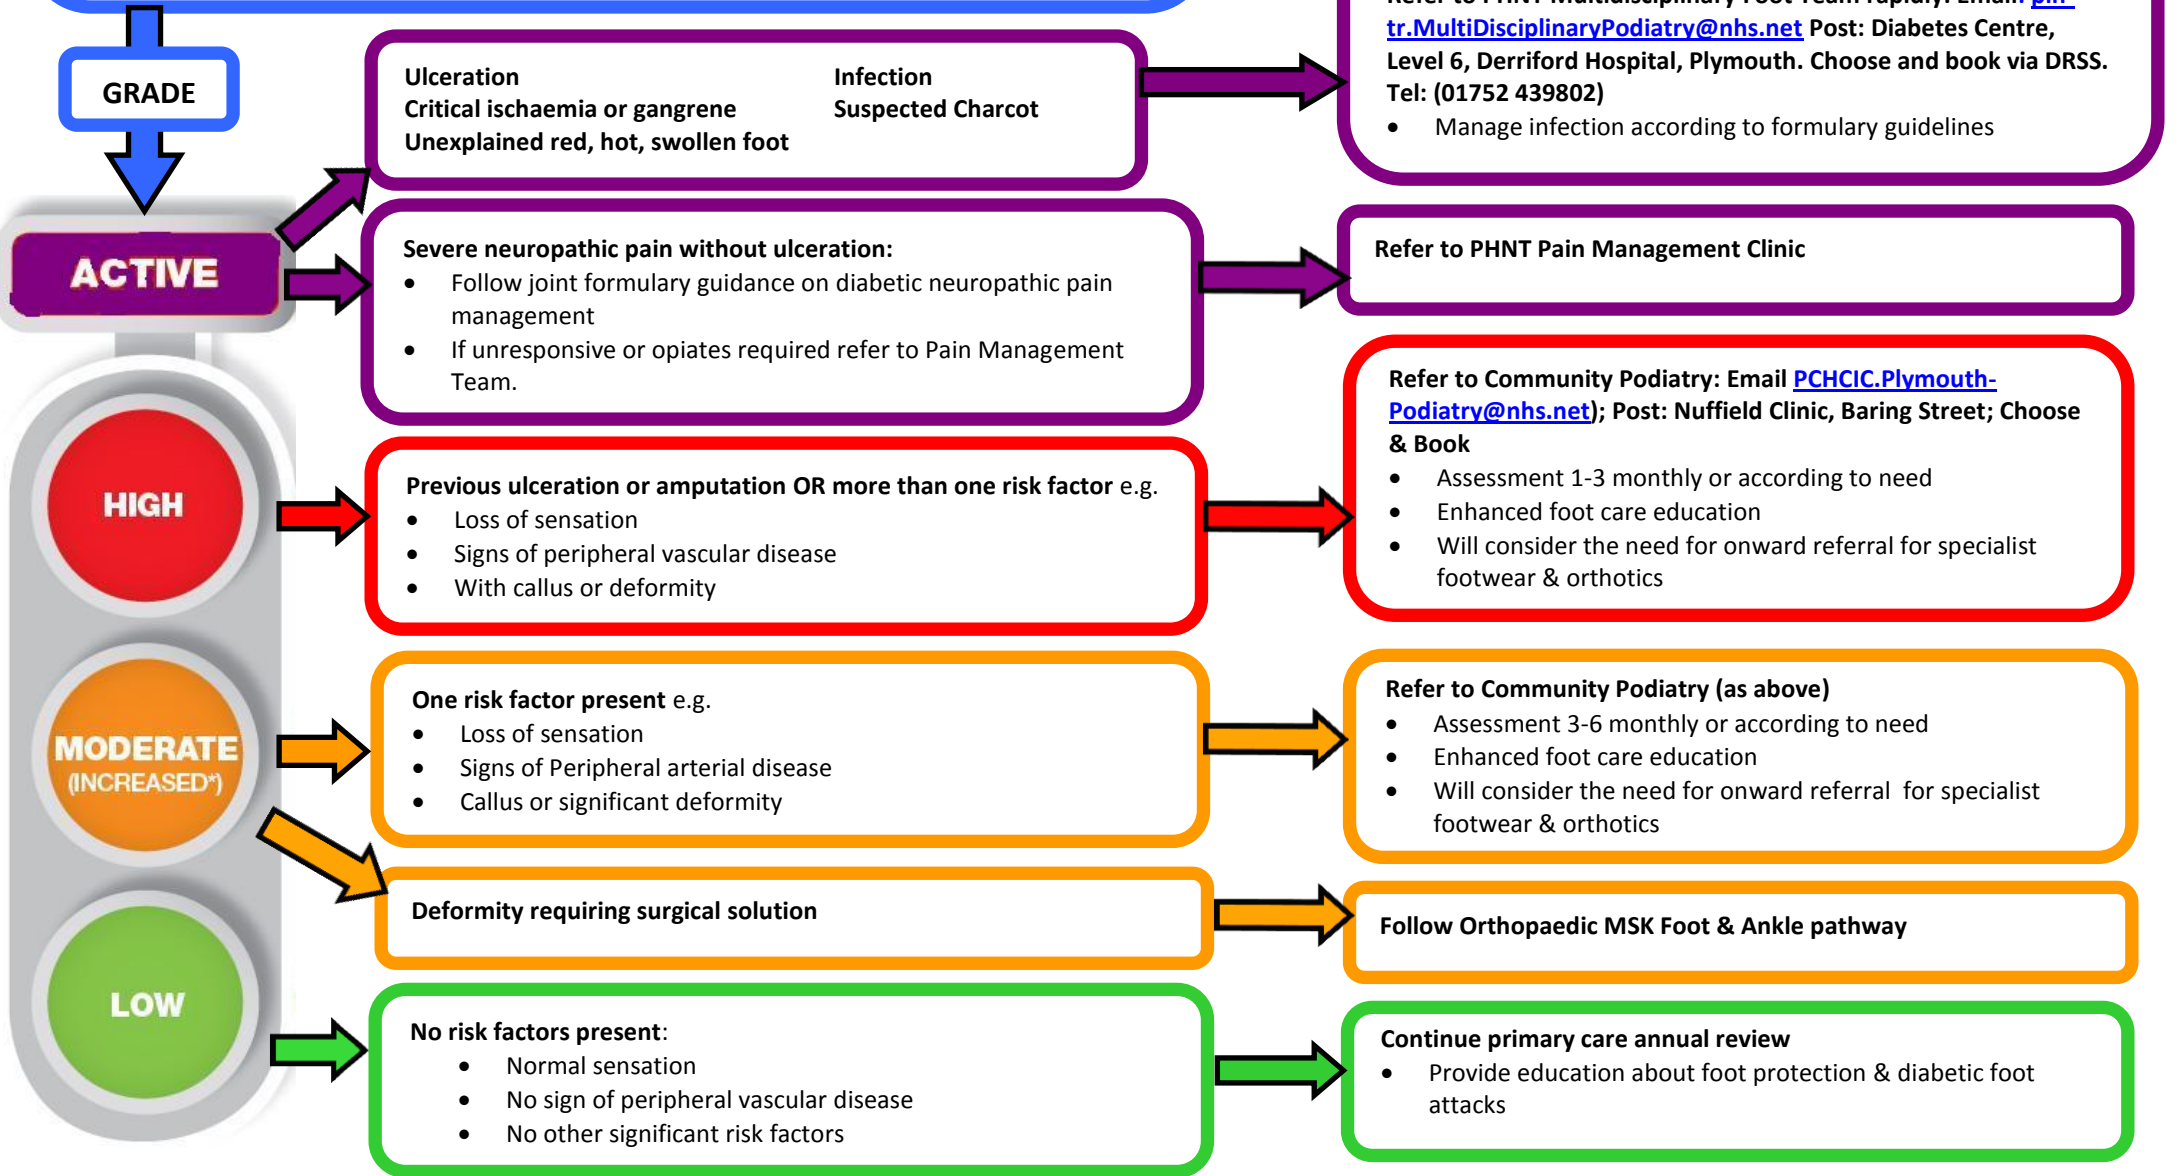 tr.MultiDisciplinaryPodiatry@nhs.net Post: Diabetes Centre,
Level 6, Derriford Hospital, Plymouth. Choose and book via DRSS.
Tel: (01752 439802)
• Manage infection according to formulary guidelines
GRADE
Ulceration
Infection
Critical ischaemia or gangrene
Suspected Charcot
Unexplained red, hot, swollen foot
ACTIVE
Severe neuropathic pain without ulceration:
• Follow joint formulary guidance on diabetic neuropathic pain
management
• If unresponsive or opiates required refer to Pain Management
Team.
Refer to PHNT Pain Management Clinic
HIGH
Previous ulceration or amputation OR more than one risk factor e.g.
• Loss of sensation
• Signs of peripheral vascular disease
• With callus or deformity
Refer to Community Podiatry: Email PCHCIC.Plymouth-
Podiatry@nhs.net); Post: Nuffield Clinic, Baring Street; Choose
& Book
• Assessment 1-3 monthly or according to need
• Enhanced foot care education
• Will consider the need for onward referral for specialist
footwear & orthotics
MODERATE
(INCREASED*)
One risk factor present e.g.
• Loss of sensation
• Signs of Peripheral arterial disease
• Callus or significant deformity
Refer to Community Podiatry (as above)
• Assessment 3-6 monthly or according to need
• Enhanced foot care education
• Will consider the need for onward referral for specialist
footwear & orthotics
Deformity requiring surgical solution
Follow Orthopaedic MSK Foot & Ankle pathway
LOW
No risk factors present:
• Normal sensation
• No sign of peripheral vascular disease
• No other significant risk factors
Continue primary care annual review
• Provide education about foot protection & diabetic foot
attacks